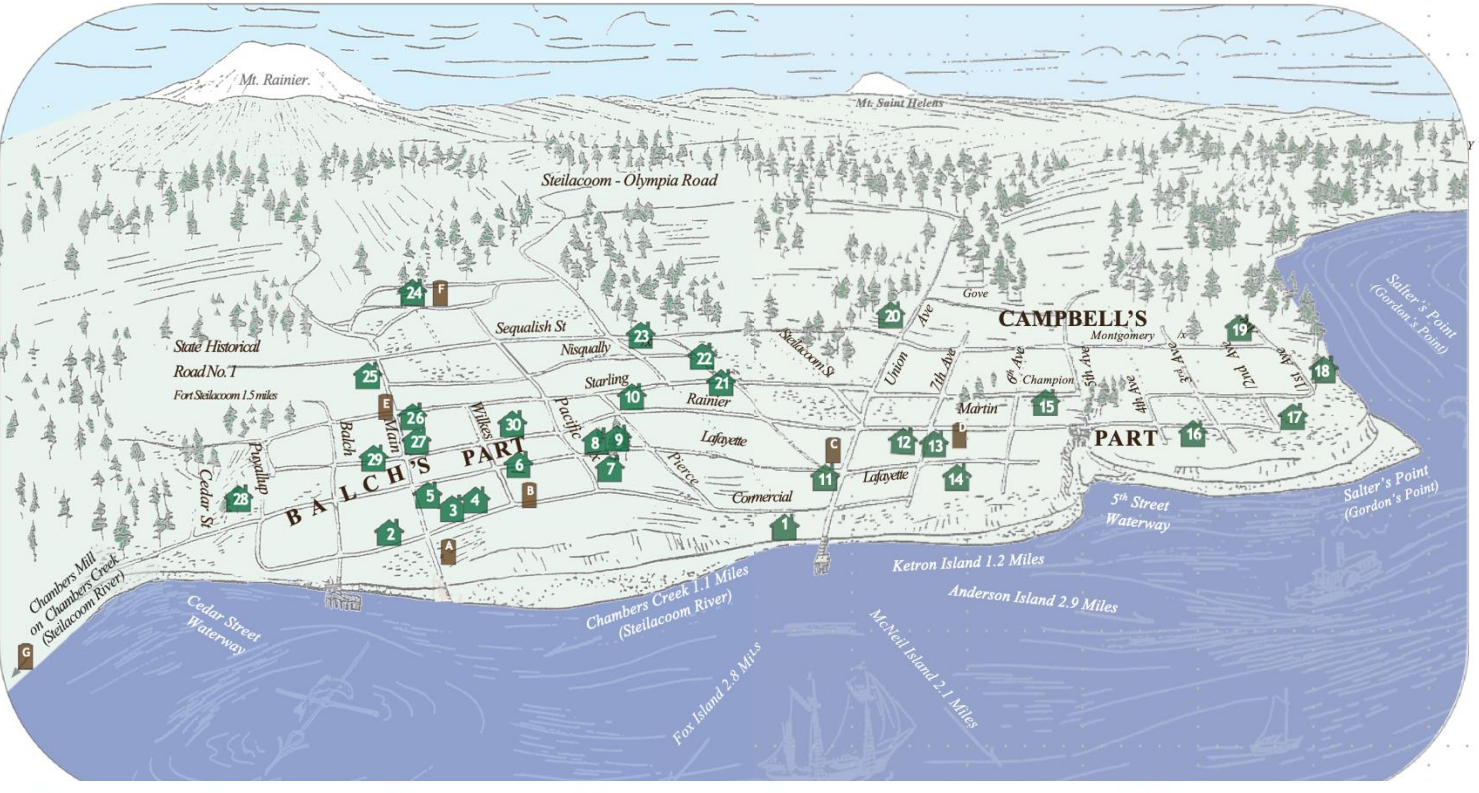 Mt. Rainier.
Mt. Saint Helens
Y
Steilacoom - Olympia Road
Salter's Point
(Gordon's Point)
24
F
Gove
20
Ave
CAMPBELL'S
Montgomery
19
Sequalish St
23
Nisqually
State Historical
Road No. 1
Fort Steilacoom 1.5 miles
25
22
Steilacoom St
Union
7th Ave
6th Ave
5th Ave
4th Ave
3rd Ave
2nd Ave
1st Ave
18
Starling
10
21
Rainier
Champion
15
Martin
E
26
Main
27
Wilkes
30
Pacific
8
9
7
Lafayette
Pierce
C
12
13
D
PART
16
17
Balch
29
Puyallup
Cedar St
28
BALCH'S PART
6
B
5
3
4
2
A
11
Lafayette
14
Commercial
1
5th Street
Waterway
Salter's Point
(Gordon's Point)
Chambers Mill
on Chambers Creek
(Steilacoom River)
G
Cedar Street
Waterway
Chambers Creek 1.1 Miles
(Steilacoom River)
Ketron Island 1.2 Miles
Anderson Island 2.9 Miles
Fox Island 2.8 MiLs
McNeil Island 2.1 Miles